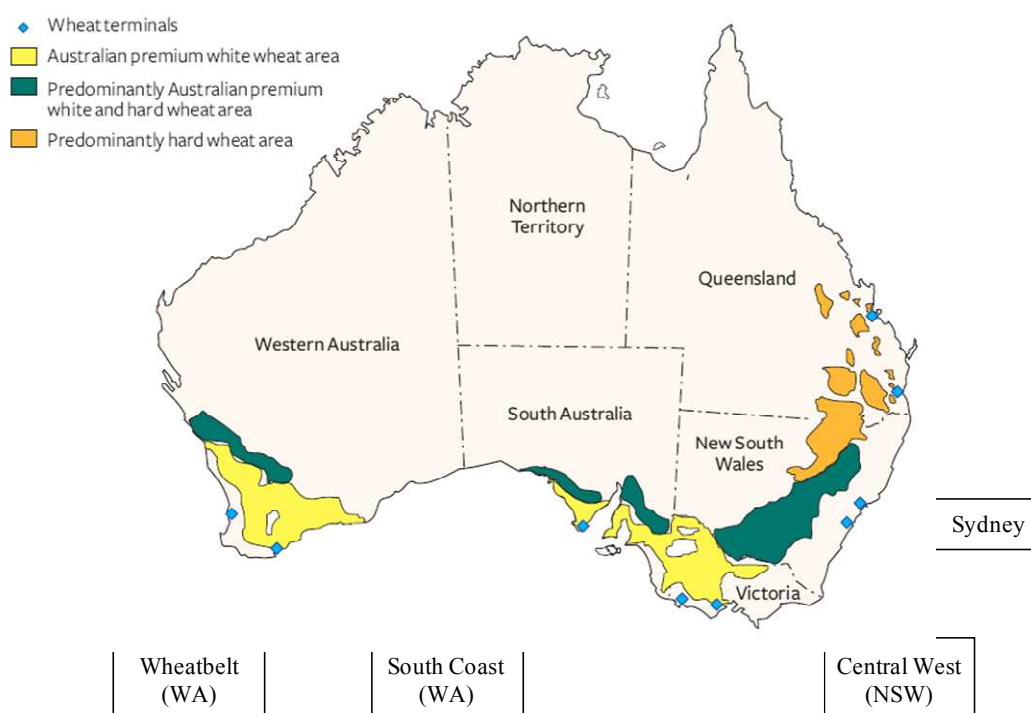 Wheat terminals
Australian premium white wheat area
Predominantly Australian premium
white and hard wheat area
Predominantly hard wheat area
Northern
Territory
Queensland
Western Australia
South Australia
New South
Wales
Sydney
Victoria
Wheatbelt
(WA)
South Coast
(WA)
Central West
(NSW)